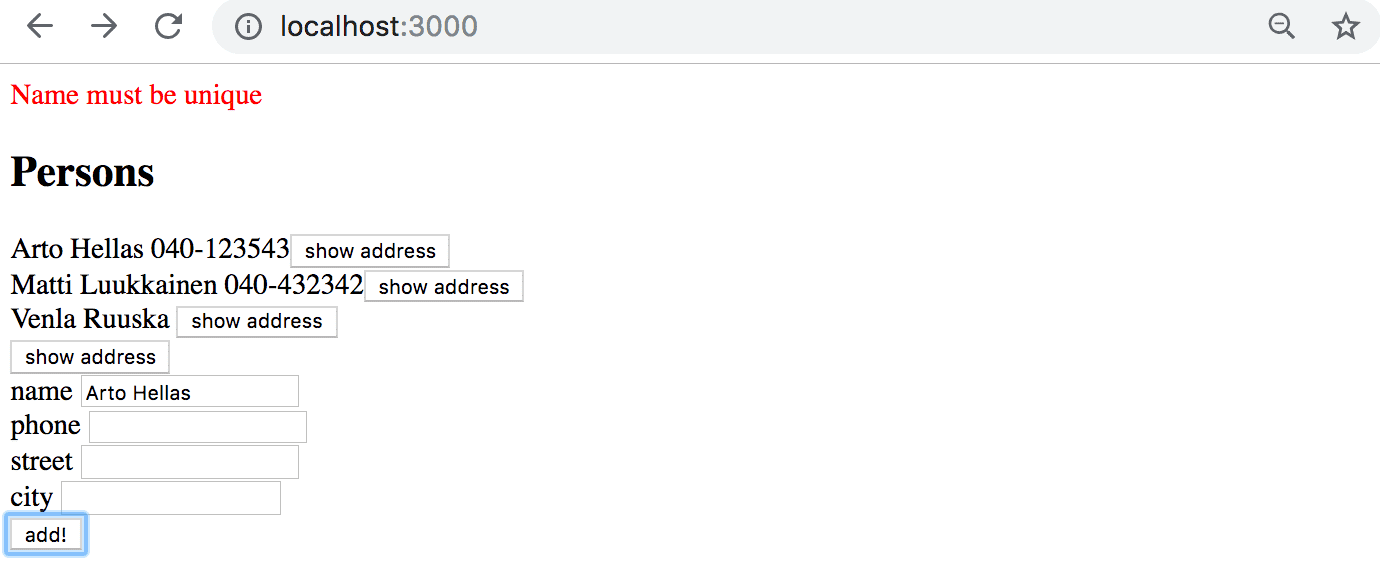 localhost:3000
Name must be unique
Persons
Arto Hellas 040-123543 show address
Matti Luukkainen 040-432342 show address
Venla Ruuska show address
show address
name Arto Hellas
phone
street
city
add!